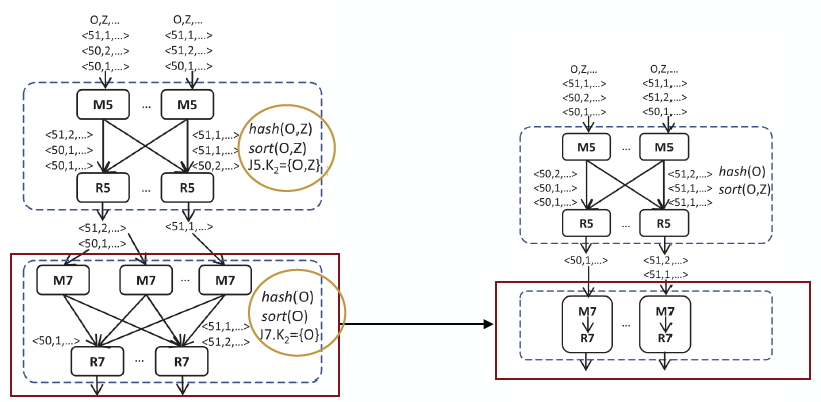 O,Z,... O,Z,...
<51,1,...> <51,1,...>
<50,2,...> <51,2,...>
<50,1,...> <50,1,...>
M5 ... M5
hash(O,Z)
sort(O,Z)
J5.K2={O,Z}
<51,2,...> <51,1,...>
<50,1,...> <51,1,...>
<50,1,...> <50,2,...>
R5 ... R5
<51,2,...> <51,1,...>
<50,1,...>
M7 M7 ... M7
hash(O)
sort(O)
J7.K2={O}
<50,1,...> <51,1,...>
<51,2,...>
R7 ... R7
O,Z,... O,Z,...
<51,1,...> <51,1,...>
<50,2,...> <51,2,...>
<50,1,...> <50,1,...>
M5 ... M5
<50,2,...> <51,2,...> hash(O)
<50,1,...> <51,1,...> sort(O,Z)
<50,1,...> <51,1,...>
R5 ... R5
<50,1,...> <51,2,...>
<51,1,...>
M7 ... M7
R7 R7